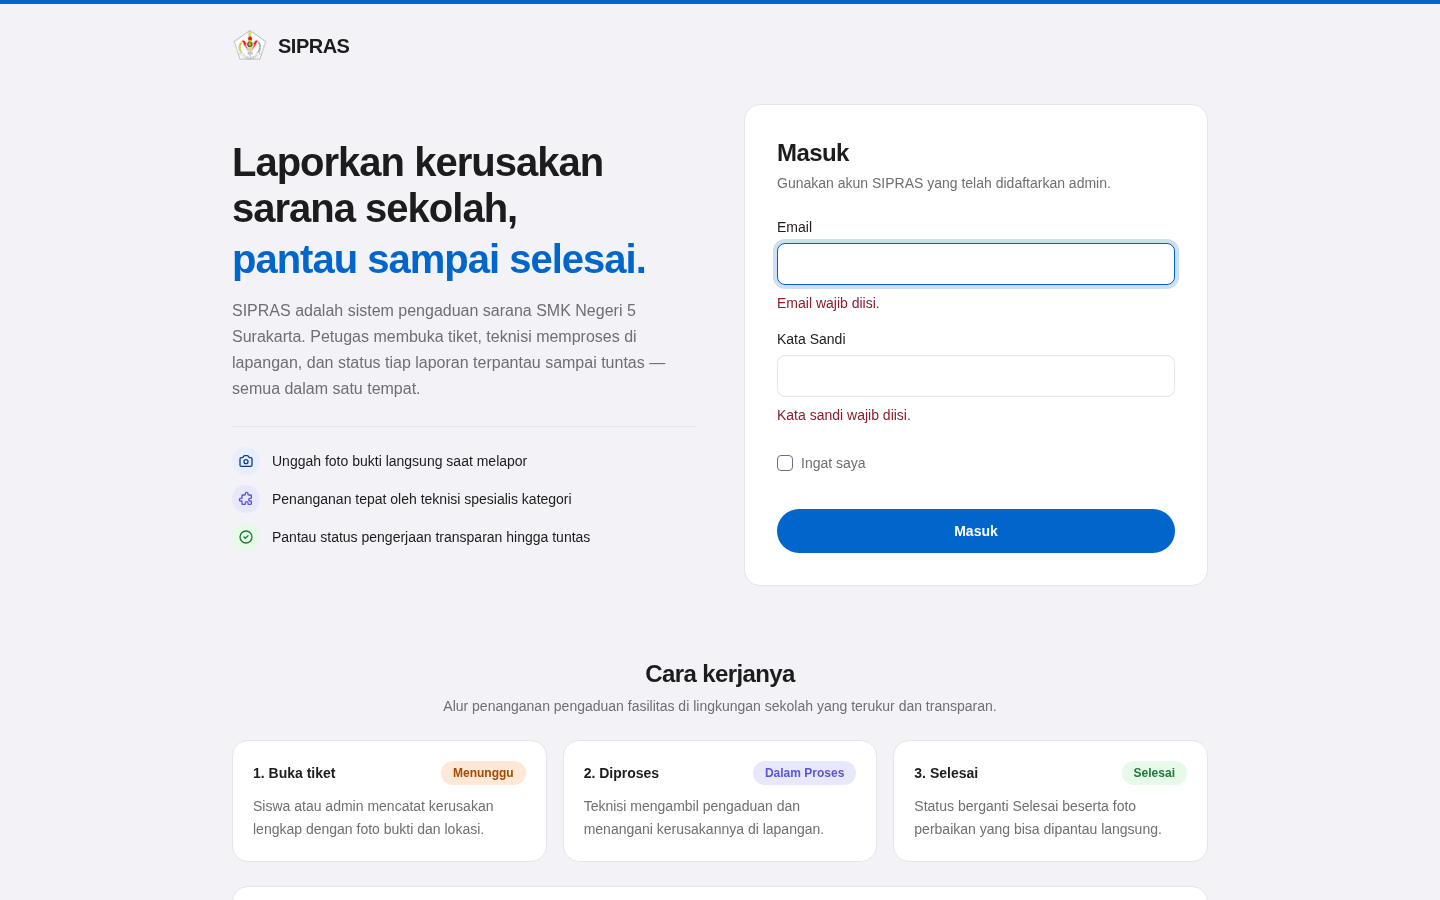 SIPRAS
Laporkan kerusakan
sarana sekolah,
pantau sampai selesai.
SIPRAS adalah sistem pengaduan sarana SMK Negeri 5
Surakarta. Petugas membuka tiket, teknisi memproses di
lapangan, dan status tiap laporan terpantau sampai tuntas —
semua dalam satu tempat.
Unggah foto bukti langsung saat melapor
Penanganan tepat oleh teknisi spesialis kategori
Pantau status pengerjaan transparan hingga tuntas
Masuk
Gunakan akun SIPRAS yang telah didaftarkan admin.
Email
Email wajib diisi.
Kata Sandi
Kata sandi wajib diisi.
Ingat saya
Masuk
Cara kerjanya
Alur penanganan pengaduan fasilitas di lingkungan sekolah yang terukur dan transparan.
1. Buka tiket
Menunggu
Siswa atau admin mencatat kerusakan
lengkap dengan foto bukti dan lokasi.
2. Diproses
Dalam Proses
Teknisi mengambil pengaduan dan
menangani kerusakannya di lapangan.
3. Selesai
Selesai
Status berganti Selesai beserta foto
perbaikan yang bisa dipantau langsung.